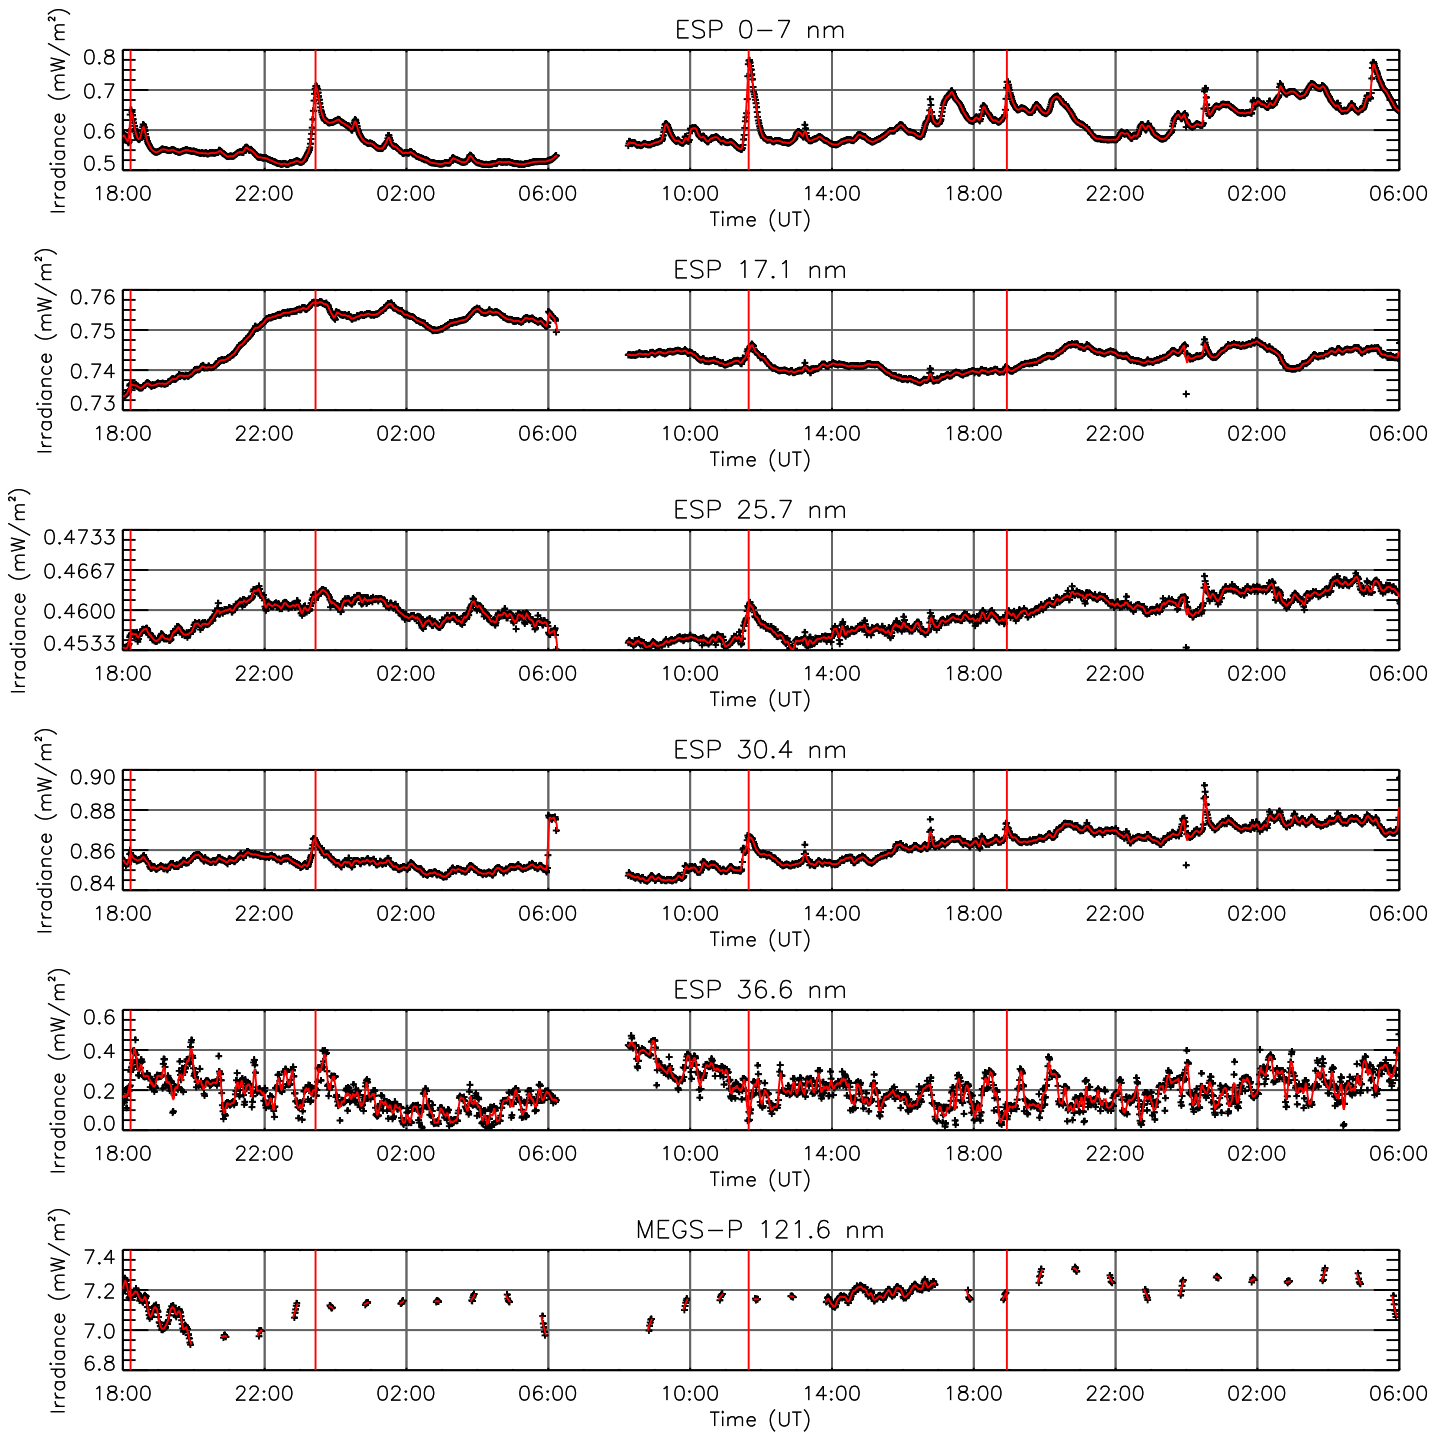 ESP 0−7 nm
Irradiance (mW/m²)
0.8
0.7
0.6
0.5
18:00 22:00 02:00 06:00 10:00 14:00 18:00 22:00 02:00 06:00
Time (UT)
ESP 17.1 nm
Irradiance (mW/m²)
0.76
0.75
0.74
0.73
18:00 22:00 02:00 06:00 10:00 14:00 18:00 22:00 02:00 06:00
Time (UT)
ESP 25.7 nm
Irradiance (mW/m²)
0.4733
0.4667
0.4600
0.4533
18:00 22:00 02:00 06:00 10:00 14:00 18:00 22:00 02:00 06:00
Time (UT)
ESP 30.4 nm
Irradiance (mW/m²)
0.90
0.88
0.86
0.84
18:00 22:00 02:00 06:00 10:00 14:00 18:00 22:00 02:00 06:00
Time (UT)
ESP 36.6 nm
Irradiance (mW/m²)
0.6
0.4
0.2
0.0
18:00 22:00 02:00 06:00 10:00 14:00 18:00 22:00 02:00 06:00
Time (UT)
MEGS−P 121.6 nm
Irradiance (mW/m²)
7.4
7.2
7.0
6.8
18:00 22:00 02:00 06:00 10:00 14:00 18:00 22:00 02:00 06:00
Time (UT)